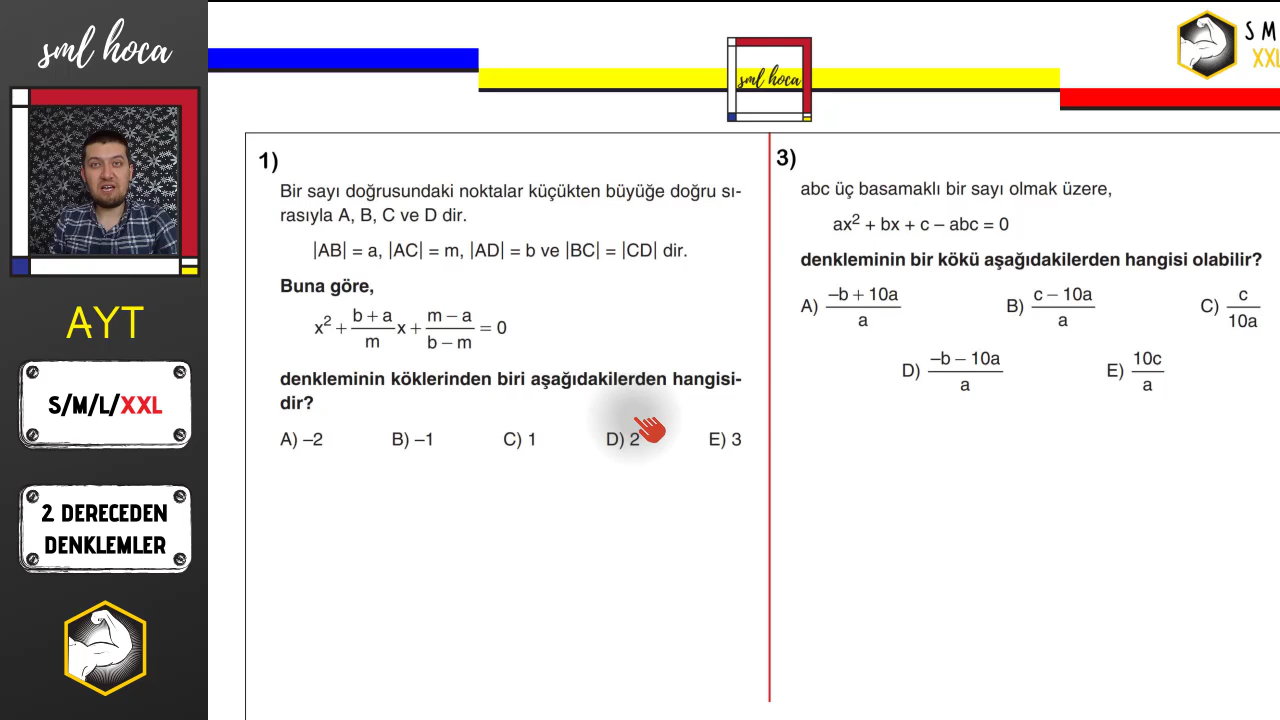 sml hoca
AYT
S/M/L/XXL
2. DERECEDEN
DENKLEMLER
sml hoca
S M
XXL
1)
Bir sayı doğrusundaki noktalar küçükten büyüğe doğru sı-
rasıyla A, B, C ve D dir.
|AB| = a, |AC| = m, |AD| = b ve |BC| = |CD| dir.
Buna göre,
x² + (b + a)/m x + (m – a)/(b – m) = 0
denkleminin köklerinden biri aşağıdakilerden hangisi-
dir?
A) –2 B) –1 C) 1 D) 2 E) 3
3)
abc üç basamaklı bir sayı olmak üzere,
ax² + bx + c – abc = 0
denkleminin bir kökü aşağıdakilerden hangisi olabilir?
A) (–b + 10a)/a B) (c – 10a)/a C) c/10a
D) (–b – 10a)/a E) 10c/a